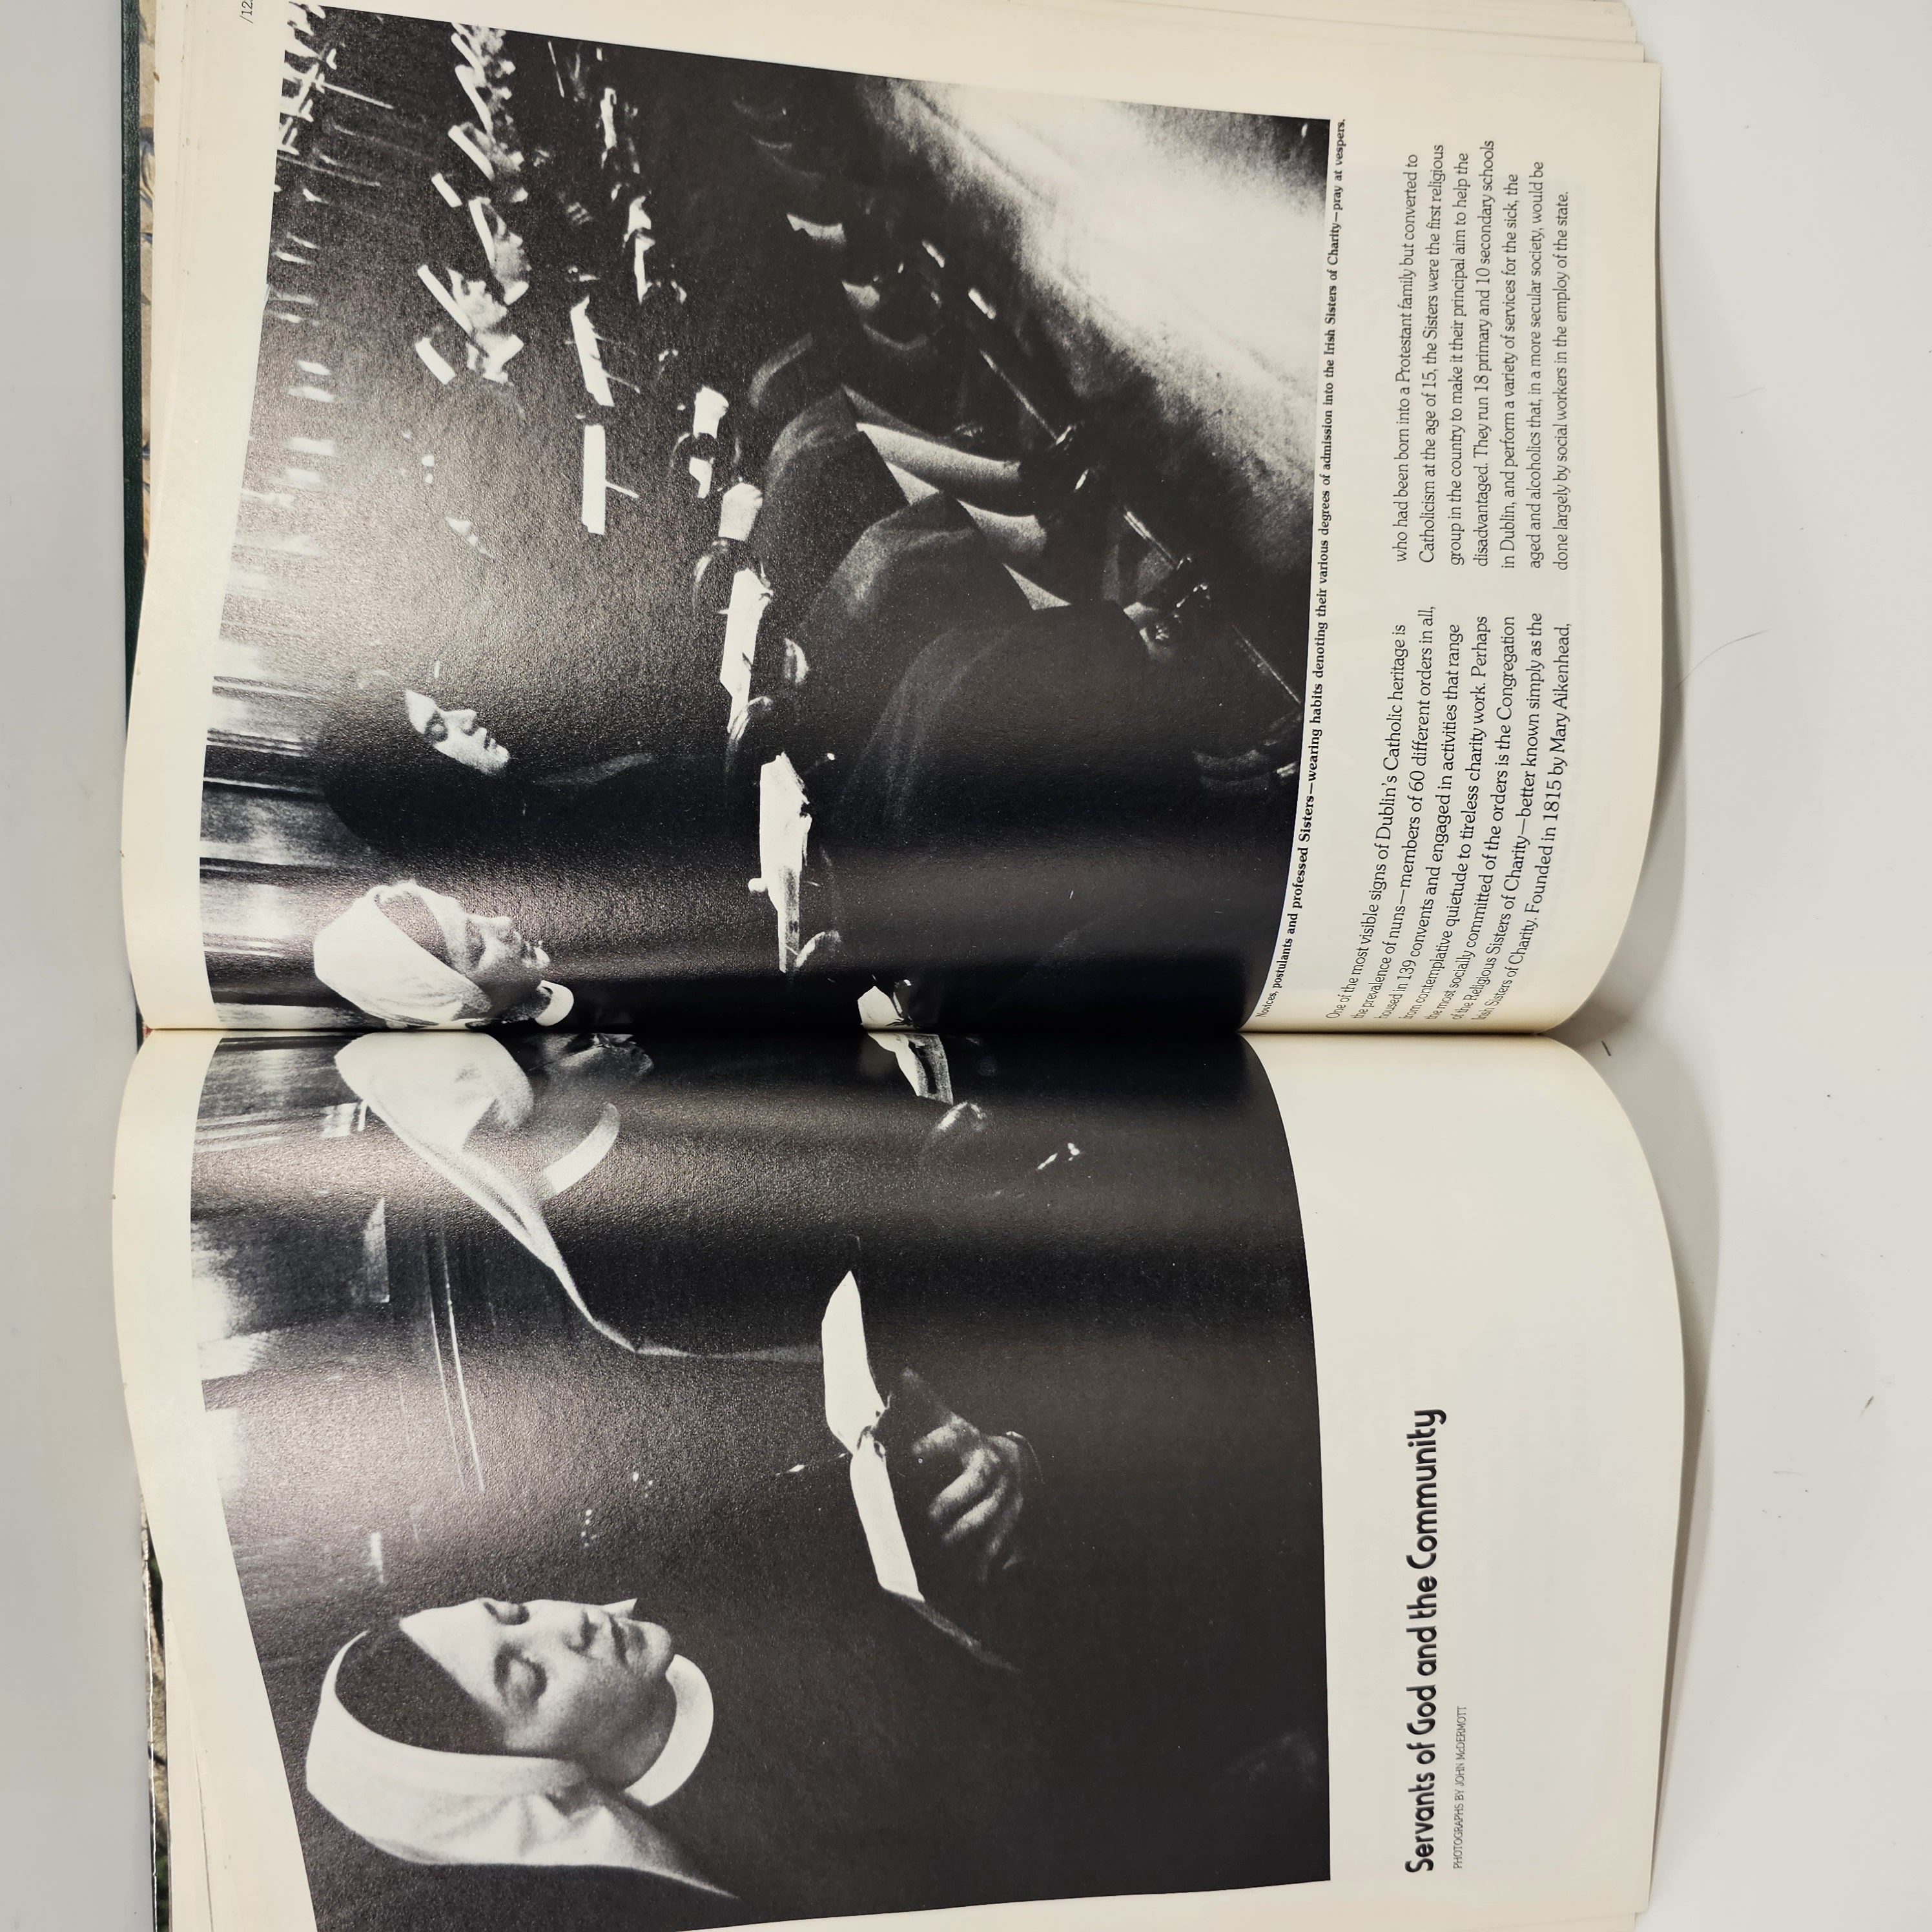 /12
Servants of God and the Community
PHOTOGRAPHS BY JOHN McDERMOTT
Novices, postulants and professed Sisters—wearing habits denoting their various degrees of admission into the Irish Sisters of Charity—pray at vespers.
One of the most visible signs of Dublin's Catholic heritage is
the prevalence of nuns—members of 60 different orders in all,
housed in 139 convents and engaged in activities that range
from contemplative quietude to tireless charity work. Perhaps
the most socially committed of the orders is the Congregation
of the Religious Sisters of Charity—better known simply as the
Irish Sisters of Charity. Founded in 1815 by Mary Aikenhead,
who had been born into a Protestant family but converted to
Catholicism at the age of 15, the Sisters were the first religious
group in the country to make it their principal aim to help the
disadvantaged. They run 18 primary and 10 secondary schools
in Dublin, and perform a variety of services for the sick, the
aged and alcoholics that, in a more secular society, would be
done largely by social workers in the employ of the state.